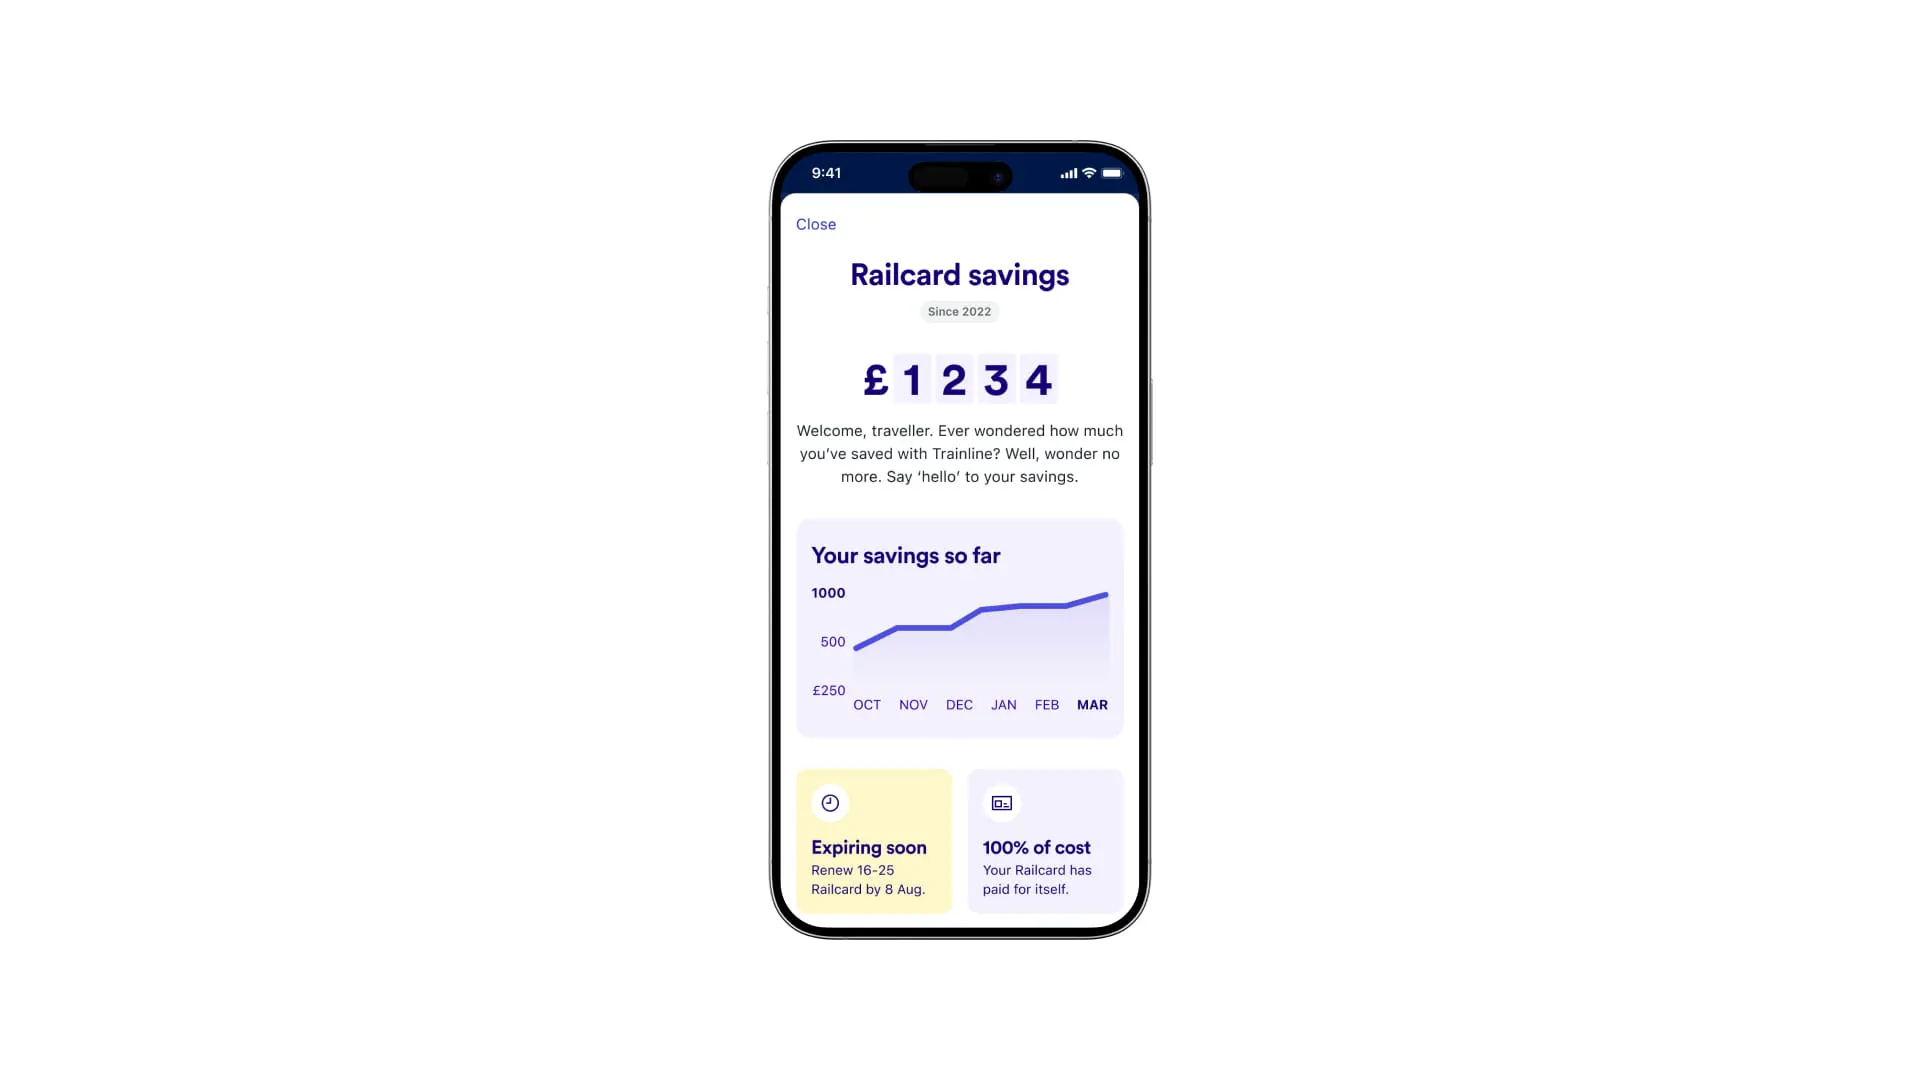 9:41
Close
Railcard savings
Since 2022
£1234
Welcome, traveller. Ever wondered how much
you’ve saved with Trainline? Well, wonder no
more. Say ‘hello’ to your savings.
Your savings so far
1000
500
£250
OCT NOV DEC JAN FEB MAR
Expiring soon
Renew 16-25
Railcard by 8 Aug.
100% of cost
Your Railcard has
paid for itself.